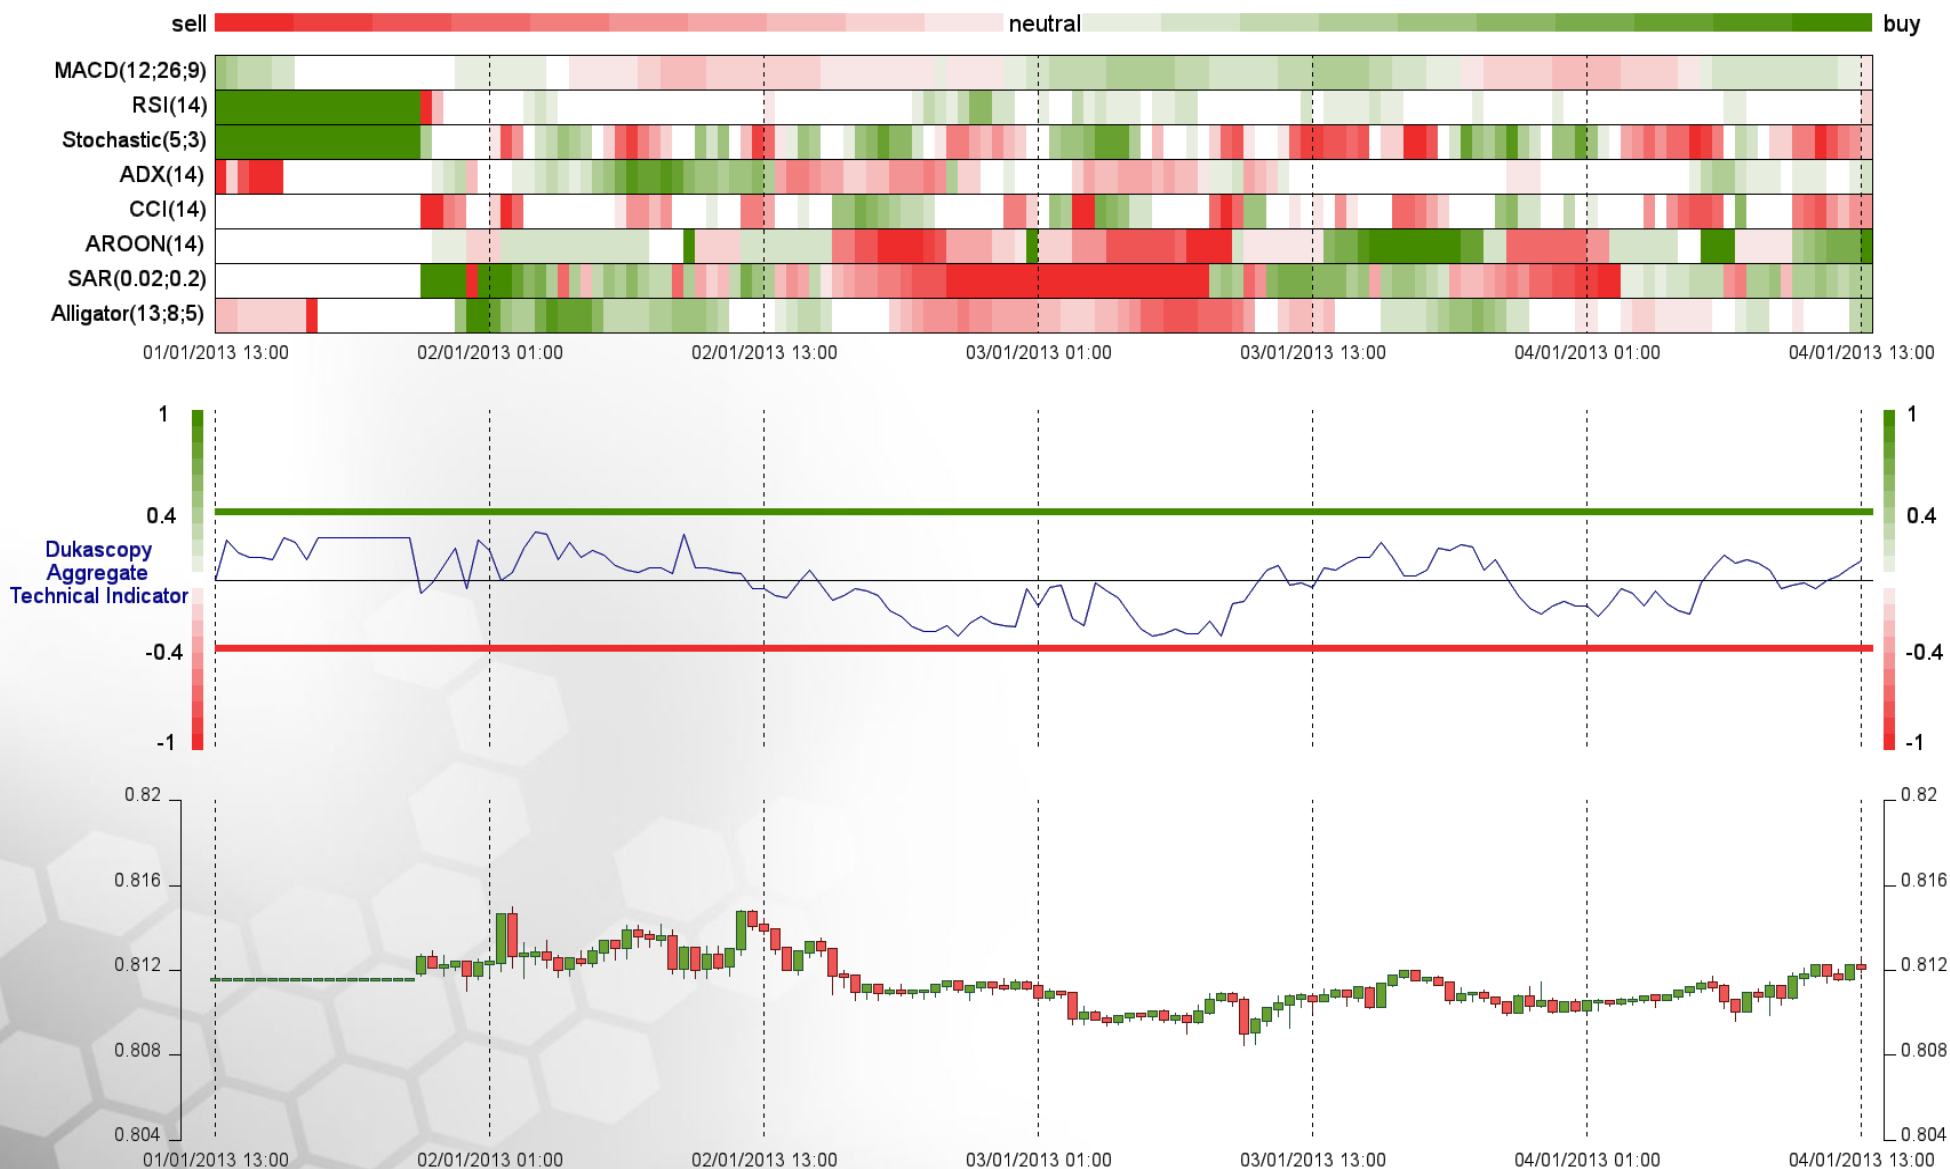 sell neutral buy
MACD(12;26;9)
RSI(14)
Stochastic(5;3)
ADX(14)
CCI(14)
AROON(14)
SAR(0.02;0.2)
Alligator(13;8;5)
01/01/2013 13:00 02/01/2013 01:00 02/01/2013 13:00 03/01/2013 01:00 03/01/2013 13:00 04/01/2013 01:00 04/01/2013 13:00
1 1
0.4 0.4
Dukascopy
Aggregate
Technical Indicator
-0.4 -0.4
-1 -1
0.82 0.82
0.816 0.816
0.812 0.812
0.808 0.808
0.804 0.804
01/01/2013 13:00 02/01/2013 01:00 02/01/2013 13:00 03/01/2013 01:00 03/01/2013 13:00 04/01/2013 01:00 04/01/2013 13:00